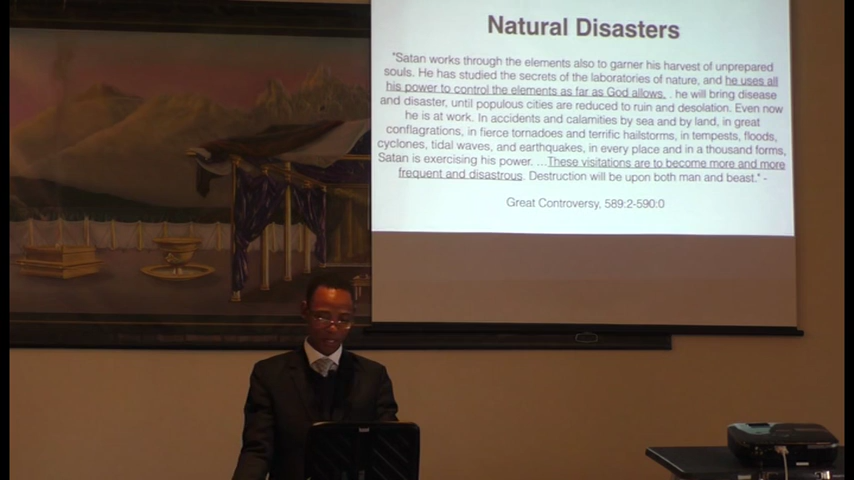 Natural Disasters
"Satan works through the elements also to garner his harvest of unprepared
souls. He has studied the secrets of the laboratories of nature, and he uses all
his power to control the elements as far as God allows. . he will bring disease
and disaster, until populous cities are reduced to ruin and desolation. Even now
he is at work. In accidents and calamities by sea and by land, in great
conflagrations, in fierce tornadoes and terrific hailstorms, in tempests, floods,
cyclones, tidal waves, and earthquakes, in every place and in a thousand forms,
Satan is exercising his power. ...These visitations are to become more and more
frequent and disastrous. Destruction will be upon both man and beast." -
Great Controversy, 589:2-590:0